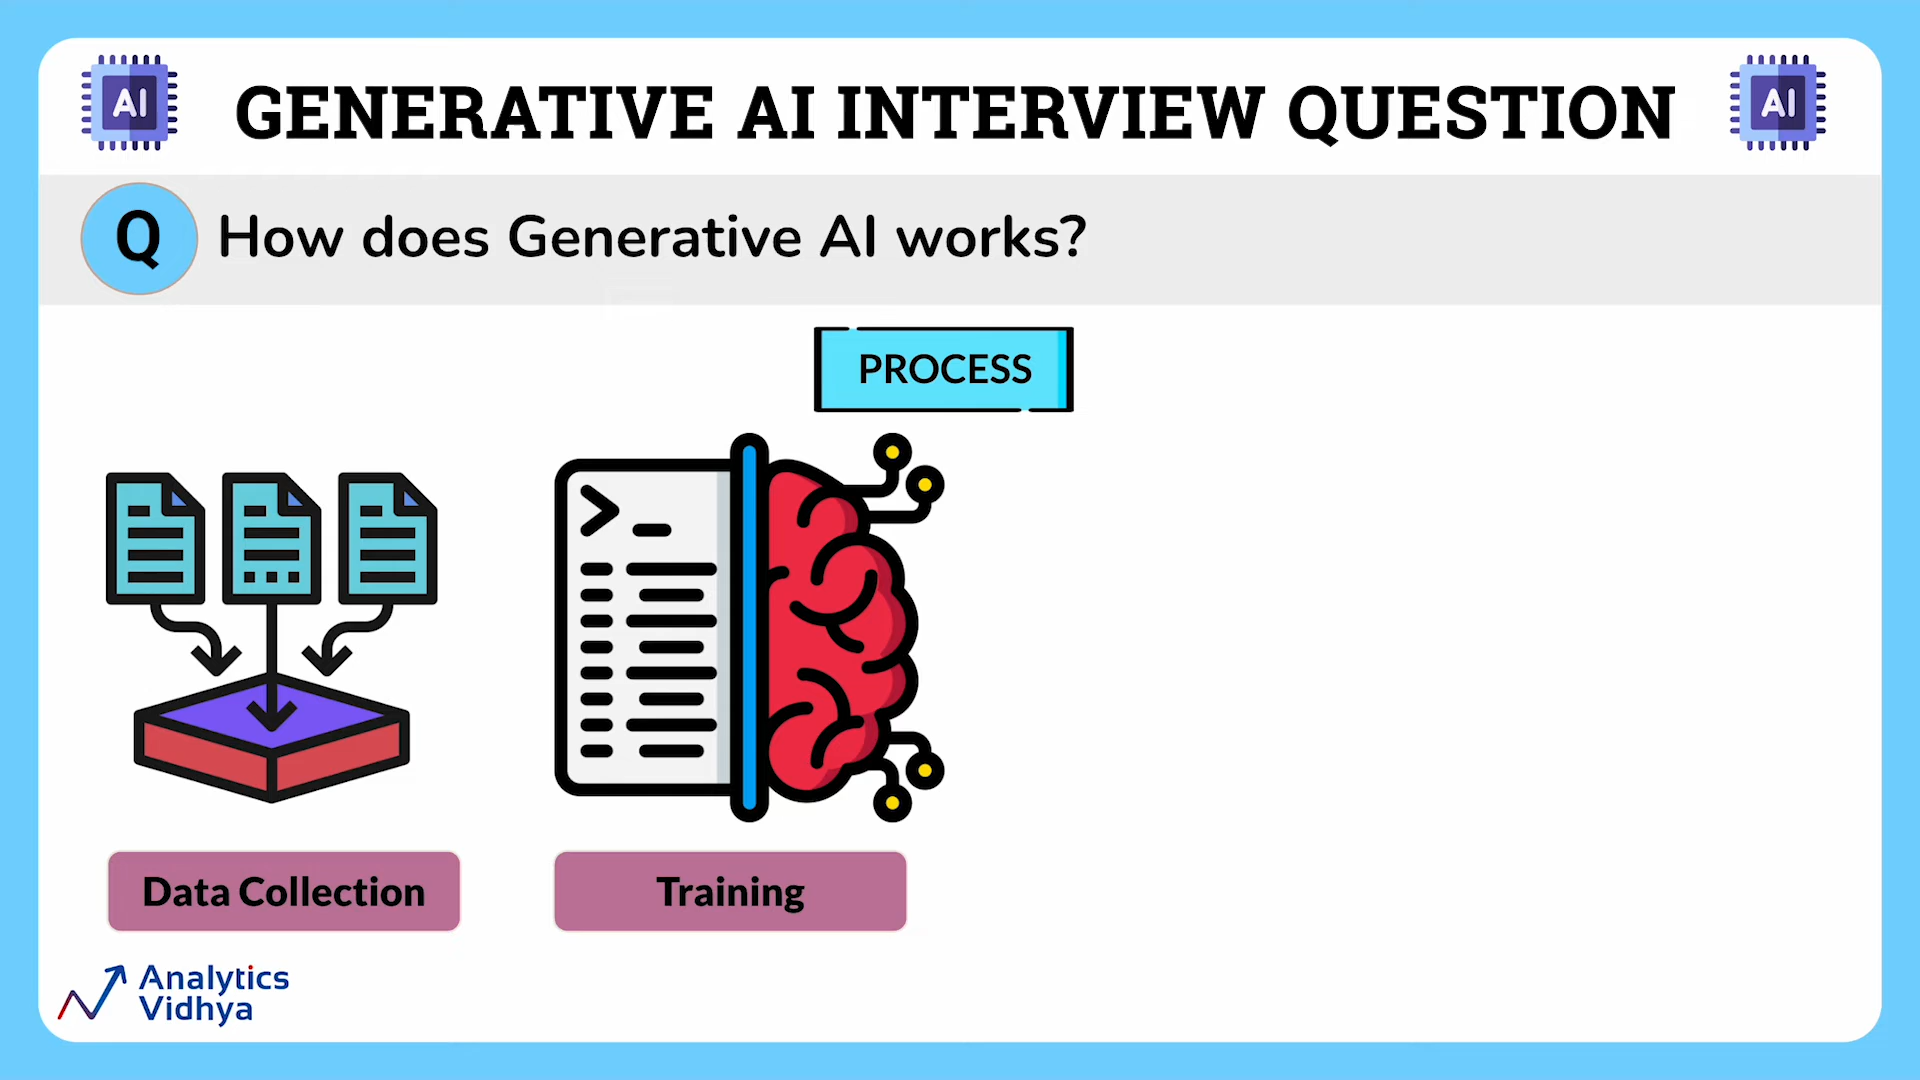 AI
GENERATIVE AI INTERVIEW QUESTION
AI
Q
How does Generative AI works?
PROCESS
Data Collection
Training
Analytics
Vidhya